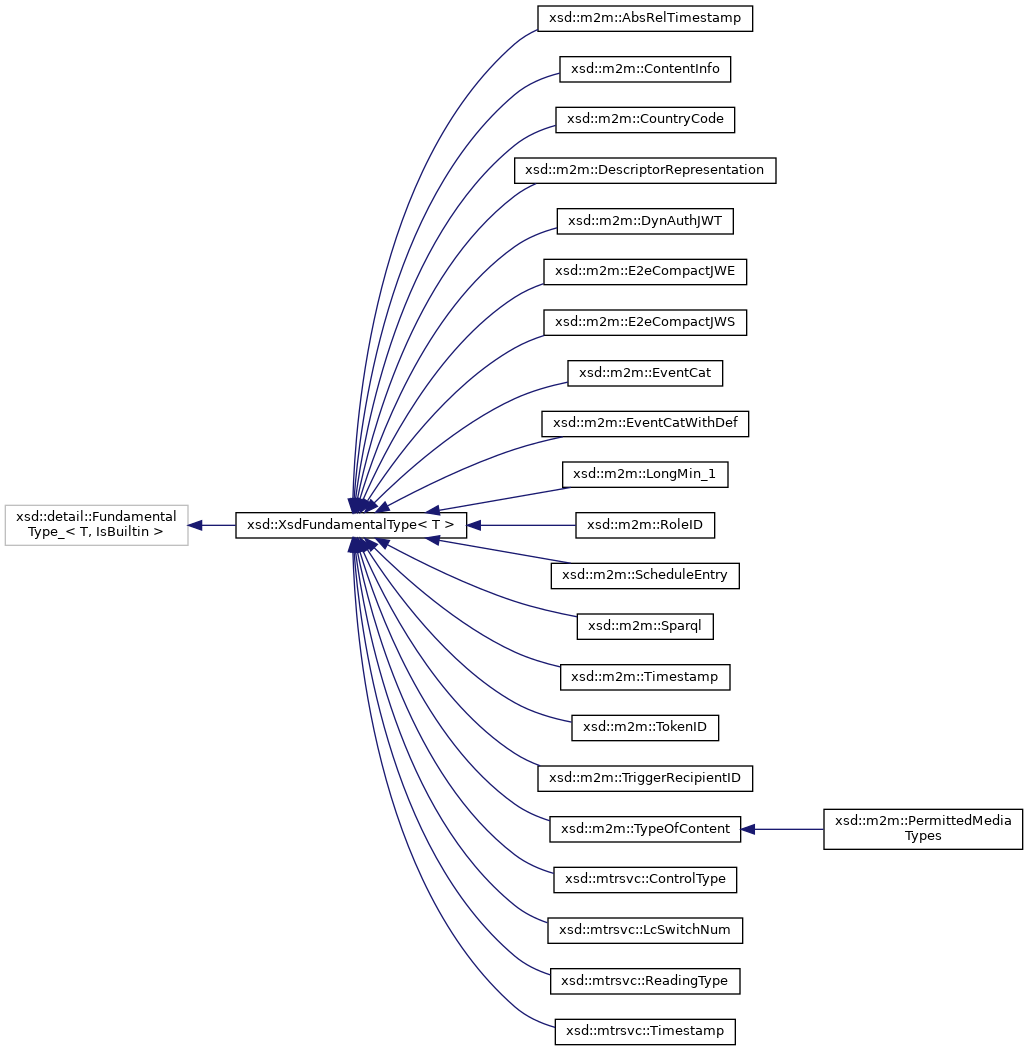 xsd::m2m::AbsRelTimestamp
xsd::m2m::ContentInfo
xsd::m2m::CountryCode
xsd::m2m::DescriptorRepresentation
xsd::m2m::DynAuthJWT
xsd::m2m::E2eCompactJWE
xsd::m2m::E2eCompactJWS
xsd::m2m::EventCat
xsd::m2m::EventCatWithDef
xsd::m2m::LongMin_1
xsd::detail::Fundamental
Type_< T, IsBuiltin >
xsd::XsdFundamentalType< T >
xsd::m2m::RoleID
xsd::m2m::ScheduleEntry
xsd::m2m::Sparql
xsd::m2m::Timestamp
xsd::m2m::TokenID
xsd::m2m::TriggerRecipientID
xsd::m2m::TypeOfContent
xsd::m2m::PermittedMedia
Types
xsd::mtrsvc::ControlType
xsd::mtrsvc::LcSwitchNum
xsd::mtrsvc::ReadingType
xsd::mtrsvc::Timestamp